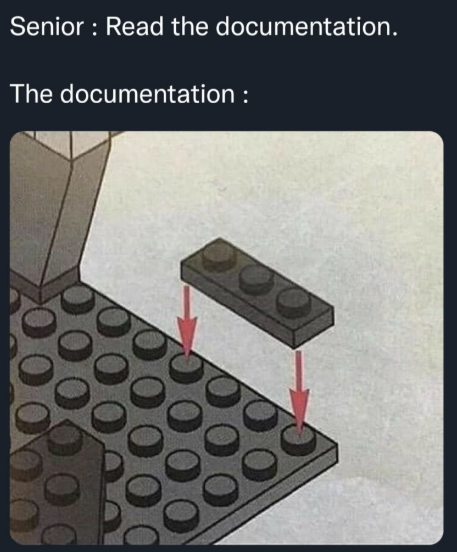 Senior : Read the documentation.
The documentation :